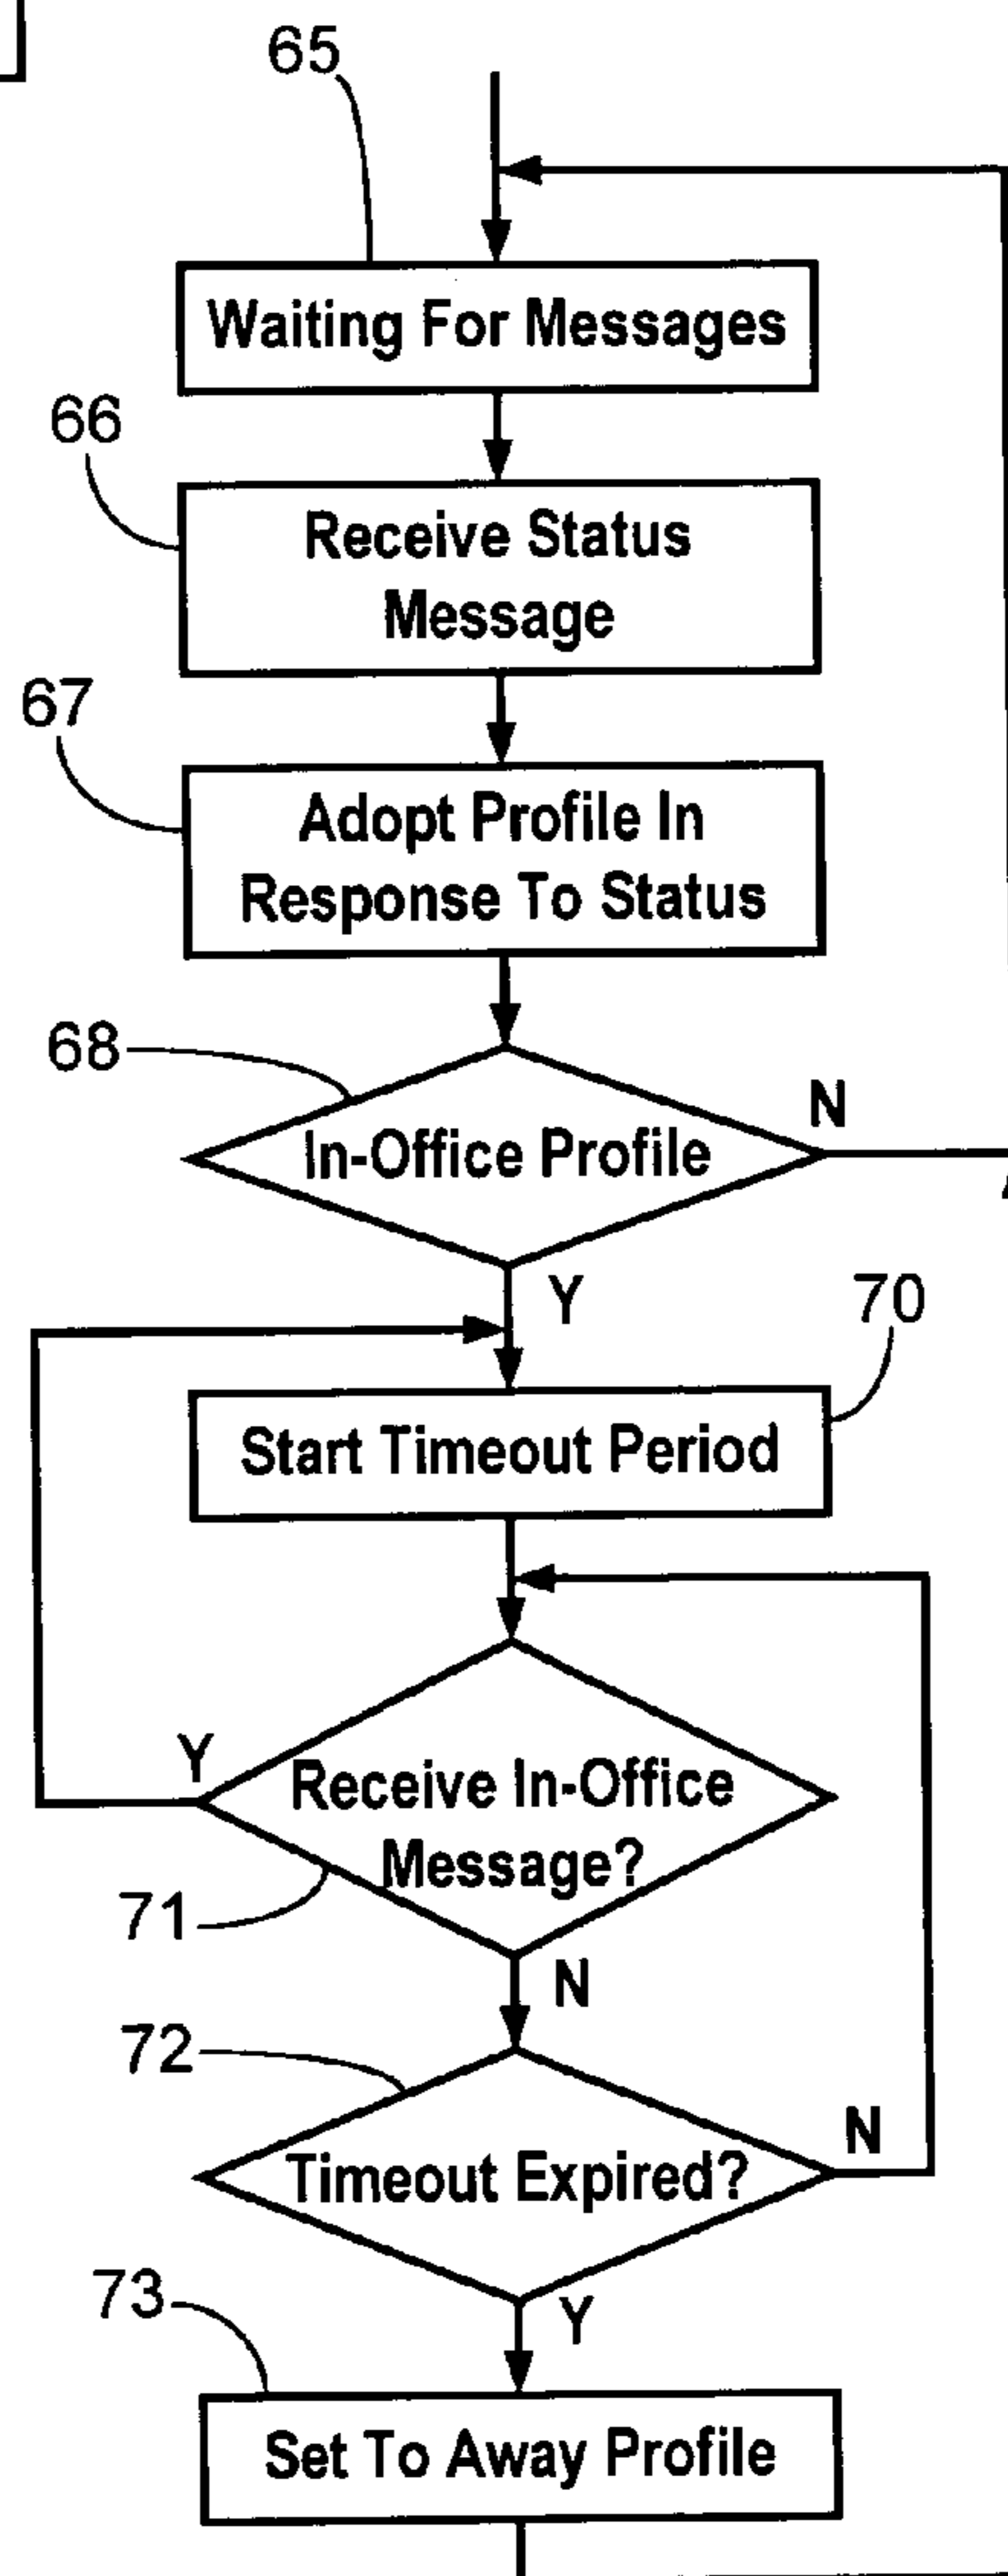 65
Waiting For Messages
66
Receive Status
Message
67
Adopt Profile In
Response To Status
68
In-Office Profile
N
Y
70
Start Timeout Period
Y
Receive In-Office
Message?
71
N
72
Timeout Expired?
N
73
Y
Set To Away Profile